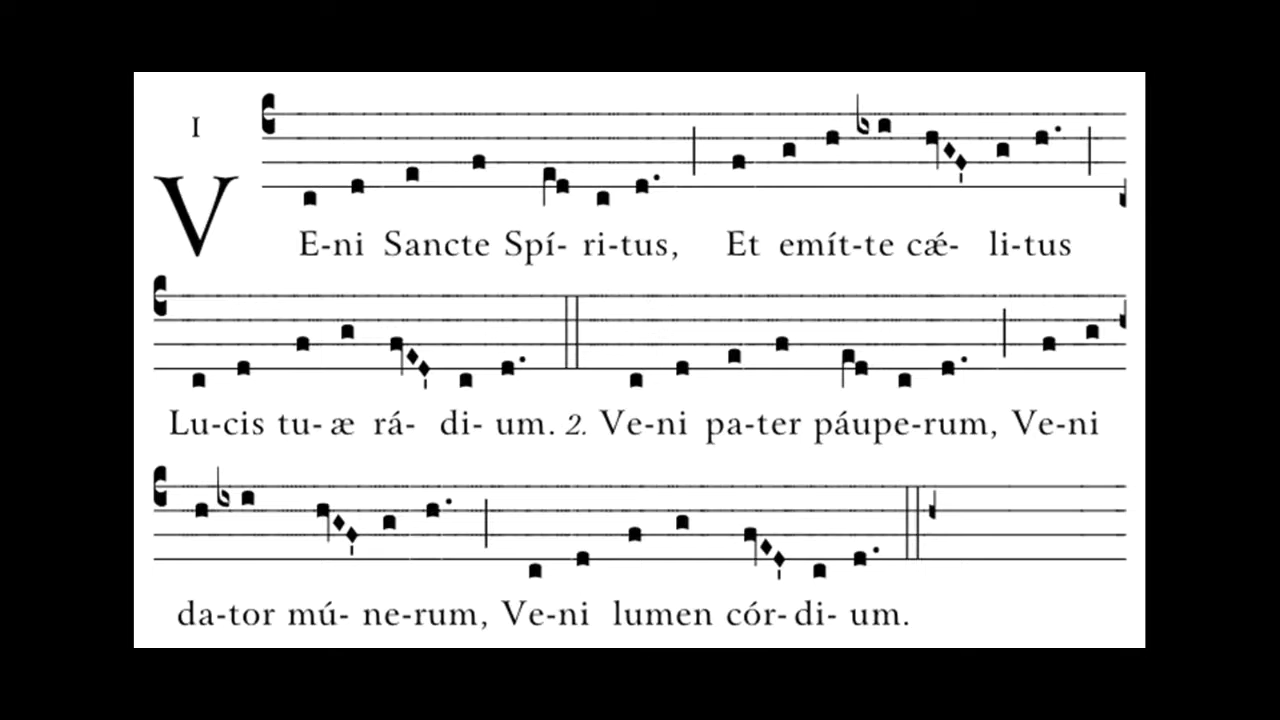 I
VE-ni Sancte Spí- ri-tus, Et emít-te cǽ- li-tus
Lu-cis tu- æ rá- di- um. 2. Ve-ni pa-ter páupe-rum, Ve-ni
da-tor mú- ne-rum, Ve-ni lumen cór- di- um.